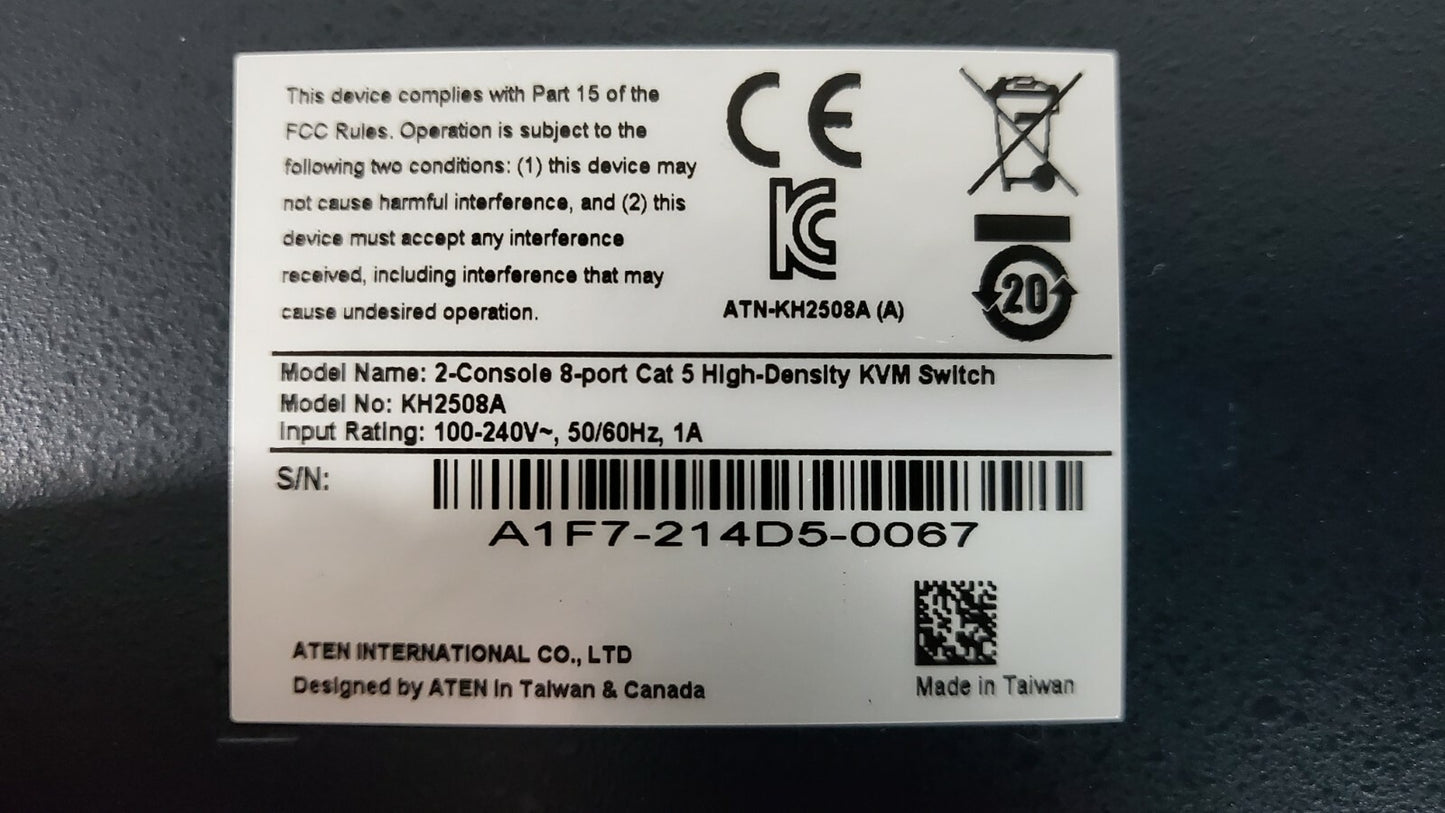 This device complies with Part 15 of the
FCC Rules. Operation is subject to the
following two conditions: (1) this device may
not cause harmful interference, and (2) this
device must accept any interference
received, including interference that may
cause undesired operation.
CE
KC
ATN-KH2508A (A)
20
Model Name: 2-Console 8-port Cat 5 High-Density KVM Switch
Model No: KH2508A
Input Rating: 100-240V~, 50/60Hz, 1A
S/N:
A1F7-214D5-0067
ATEN INTERNATIONAL CO., LTD
Designed by ATEN in Taiwan & Canada
Made in Taiwan